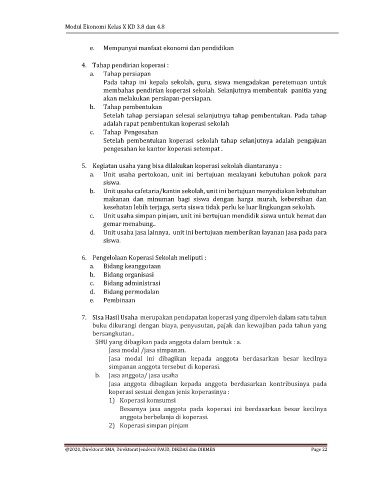 Modul Ekonomi Kelas X KD 3.8 dan 4.8
e. Mempunyai manfaat ekonomi dan pendidikan
4. Tahap pendirian koperasi :
a. Tahap persiapan
Pada tahap ini kepala sekolah, guru, siswa mengadakan peretemuan untuk
membahas pendirian koperasi sekolah. Selanjutnya membentuk panitia yang
akan melakukan persiapan-persiapan.
b. Tahap pembentukan
Setelah tahap persiapan selesai selanjutnya tahap pembentukan. Pada tahap
adalah rapat pembentukan koperasi sekolah
c. Tahap Pengesahan
Setelah pembentukan koperasi sekolah tahap selanjutnya adalah pengajuan
pengesahan ke kantor koperasi setempat..
5. Kegiatan usaha yang bisa dilakukan koperasi sekolah diantaranya :
a. Unit usaha pertokoan, unit ini bertujuan mealayani kebutuhan pokok para
siswa.
b. Unit usaha cafetaria/kantin sekolah, unit ini bertujuan menyediakan kebutuhan
makanan dan minuman bagi siswa dengan harga murah, kebersihan dan
kesehatan lebih terjaga, serta siswa tidak perlu ke luar lingkungan sekolah.
c. Unit usaha simpan pinjam, unit ini bertujuan mendidik siswa untuk hemat dan
gemar menabung..
d. Unit usaha jasa lainnya, unit ini bertujuan memberikan layanan jasa pada para
siswa.
6. Pengelolaan Koperasi Sekolah meliputi :
a. Bidang keanggotaan
b. Bidang organisasi
c. Bidang administrasi
d. Bidang permodalan
e. Pembinaan
7. Sisa Hasil Usaha merupakan pendapatan koperasi yang diperoleh dalam satu tahun
buku dikurangi dengan biaya, penyusutan, pajak dan kewajiban pada tahun yang
bersangkutan..
SHU yang dibagikan pada anggota dalam bentuk : a.
Jasa modal /jasa simpanan.
Jasa modal ini dibagikan kepada anggota berdasarkan besar kecilnya
simpanan anggota tersebut di koperasi.
b. Jasa anggota/ jasa usaha
Jasa anggota dibagikan kepada anggota berdasarkan kontribusinya pada
koperasi sesuai dengan jenis koperasinya :
1) Koperasi konsumsi
Besarnya jasa anggota pada koperasi ini berdasarkan besar kecilnya
anggota berbelanja di koperasi.
2) Koperasi simpan pinjam
@2020, Direktorat SMA, Direktorat Jenderal PAUD, DIKDAS dan DIKMEN Page 22